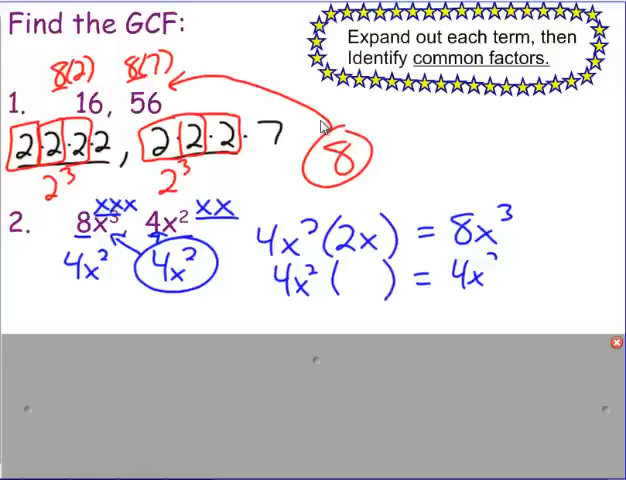 Find the GCF:
Expand out each term, then
Identify common factors.
8(2) 8(7)
1. 16, 56
2·2·2·2, 2·2·2·7
2³ 2³ 8
xxx xx
2. 8x³, 4x²
4x² 4x²
4x²(2x) = 8x³
4x²( ) = 4x²